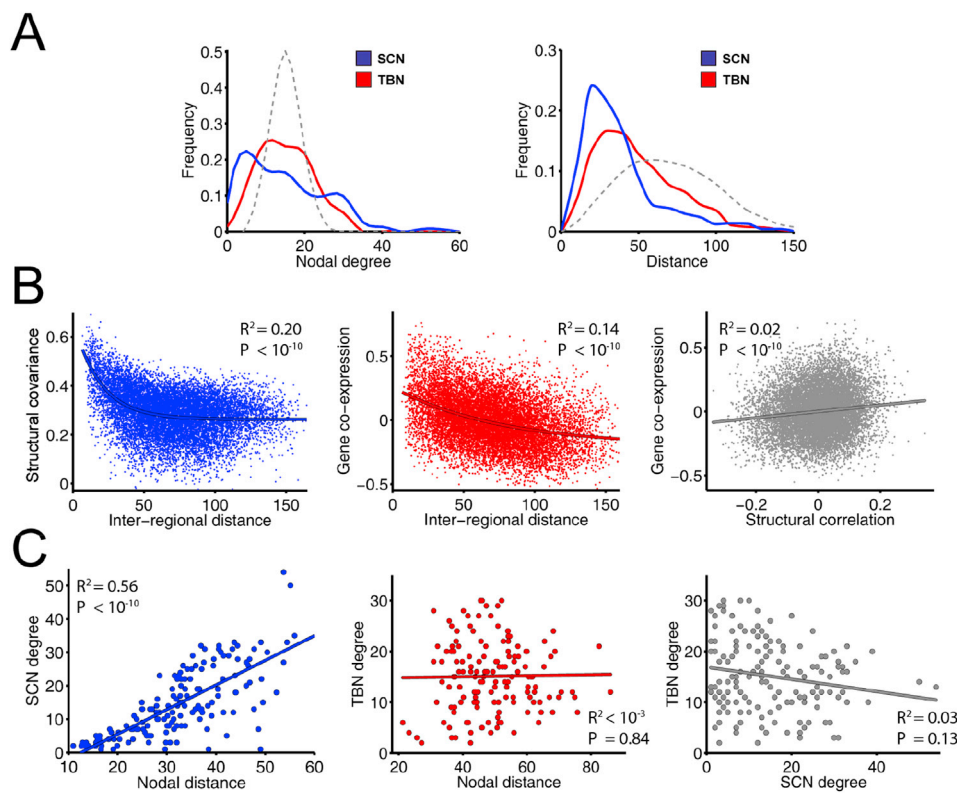 A
SCN
TBN
0.5
0.4
0.3
0.2
0.1
0
Frequency
0
20
40
60
Nodal degree
SCN
TBN
0.3
0.2
0.1
0
Frequency
0
50
100
150
Distance
B
R² = 0.20
P < 10⁻¹⁰
0.6
0.4
0.2
0
Structural covariance
0
50
100
150
Inter-regional distance
R² = 0.14
P < 10⁻¹⁰
0.5
0
−0.5
Gene co-expression
0
50
100
150
Inter-regional distance
R² = 0.02
P < 10⁻¹⁰
0.5
0
−0.5
Gene co-expression
−0.2
0
0.2
Structural correlation
C
R² = 0.56
P < 10⁻¹⁰
50
40
30
20
10
0
SCN degree
10
20
30
40
50
60
Nodal distance
30
20
10
0
TBN degree
R² < 10⁻³
P = 0.84
20
40
60
80
Nodal distance
30
20
10
0
TBN degree
R² = 0.03
P = 0.13
0
20
40
SCN degree